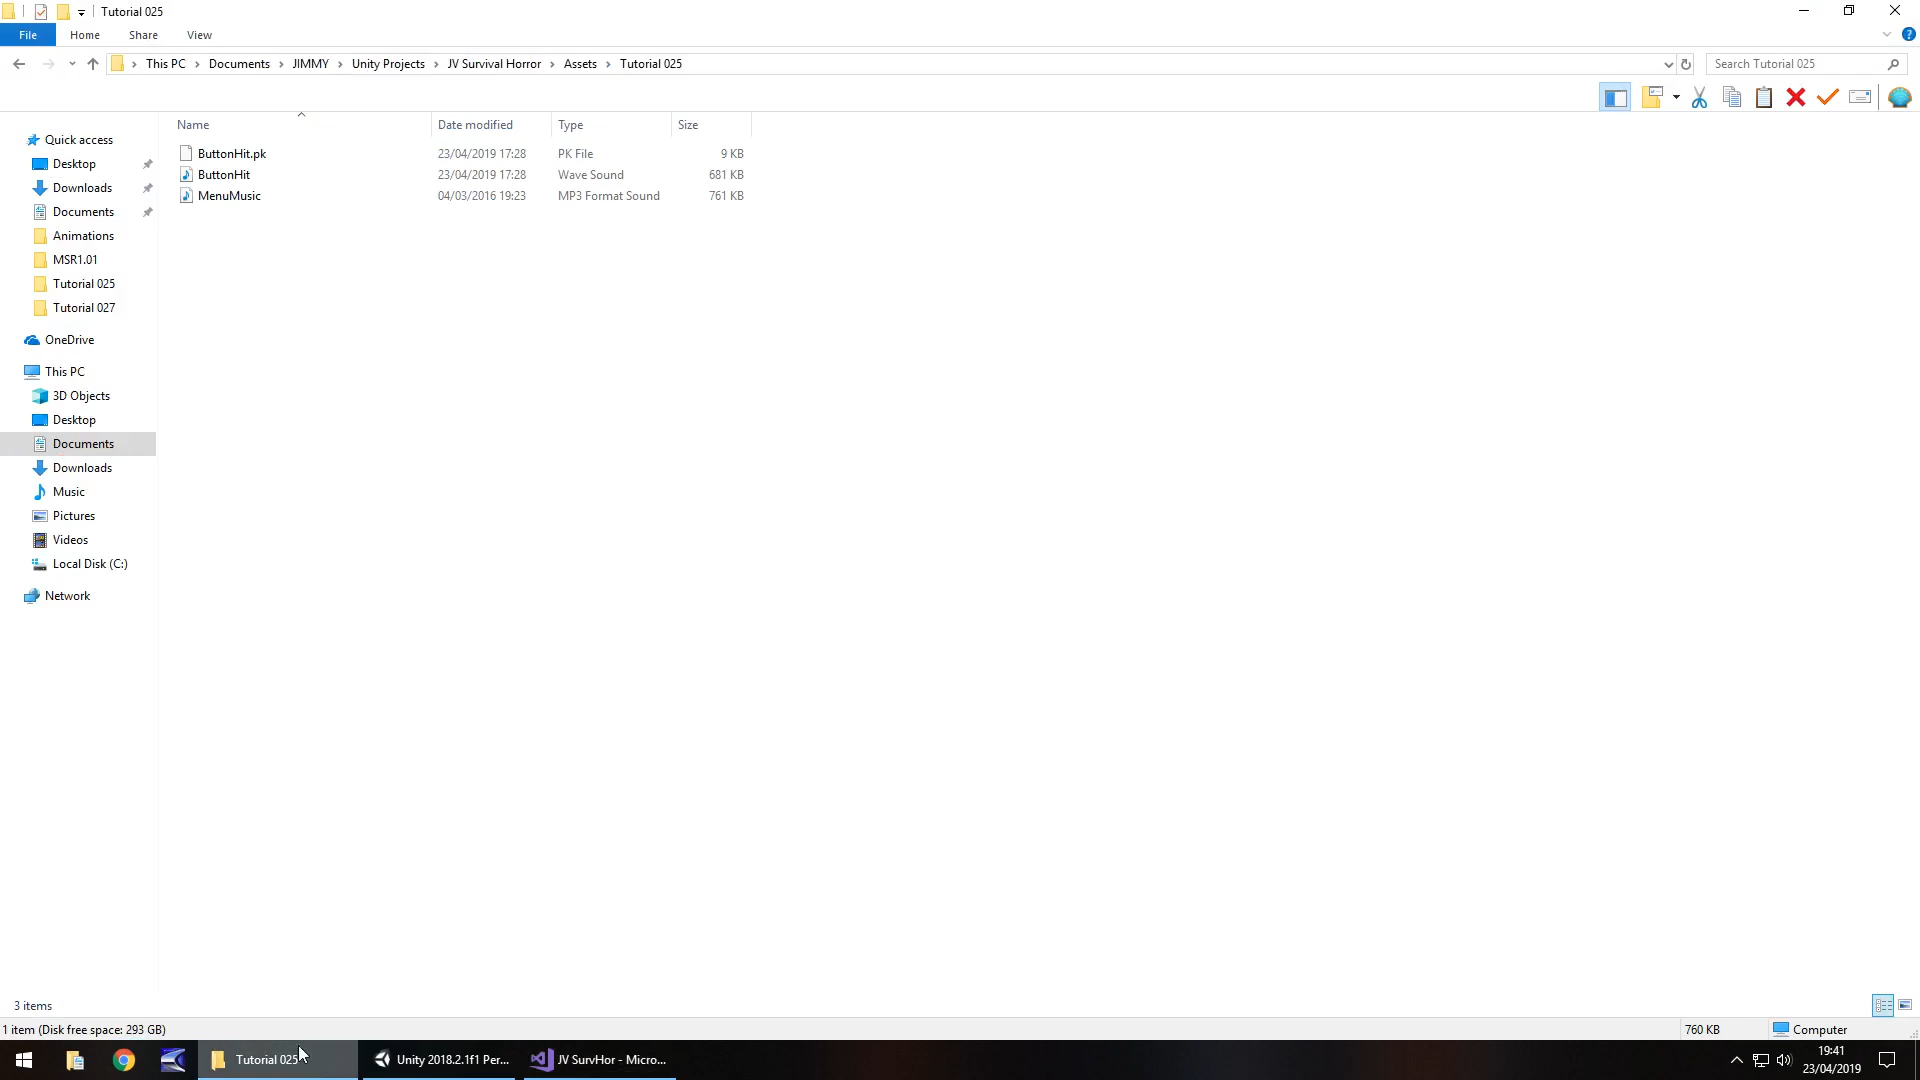 Tutorial 025
File Home Share View
This PC Documents JIMMY Unity Projects JV Survival Horror Assets Tutorial 025
Search Tutorial 025
Name Date modified Type Size
ButtonHit.pk 23/04/2019 17:28 PK File 9 KB
ButtonHit 23/04/2019 17:28 Wave Sound 681 KB
MenuMusic 04/03/2016 19:23 MP3 Format Sound 761 KB
Quick access
Desktop
Downloads
Documents
Animations
MSR1.01
Tutorial 025
Tutorial 027
OneDrive
This PC
3D Objects
Desktop
Documents
Downloads
Music
Pictures
Videos
Local Disk (C:)
Network
3 items
1 item (Disk free space: 293 GB) 760 KB Computer
Tutorial 025 Unity 2018.2.1f1 Per... JV SurvHor - Micro... 19:41
23/04/2019